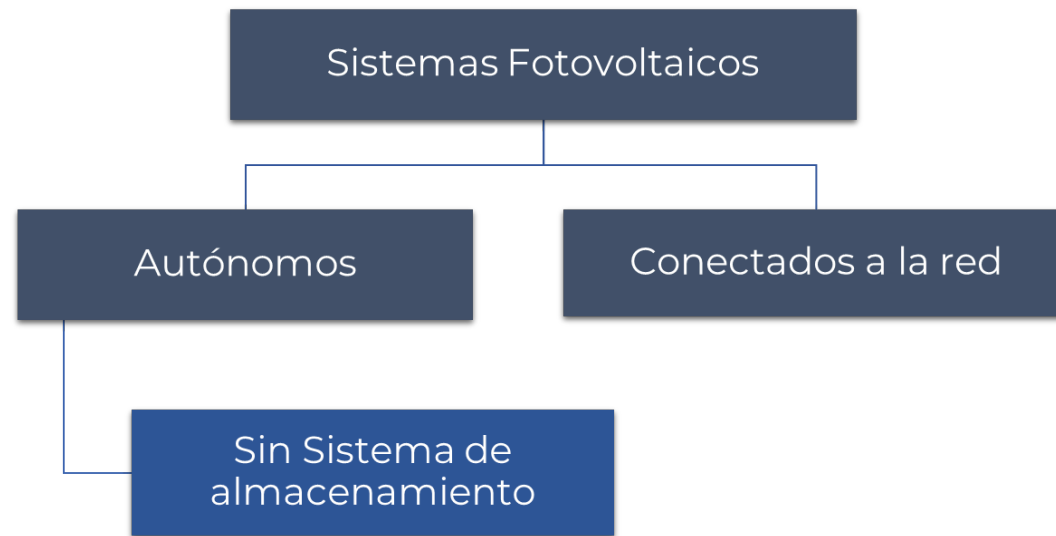 Sistemas Fotovoltaicos
Autónomos
Conectados a la red
Sin Sistema de
almacenamiento